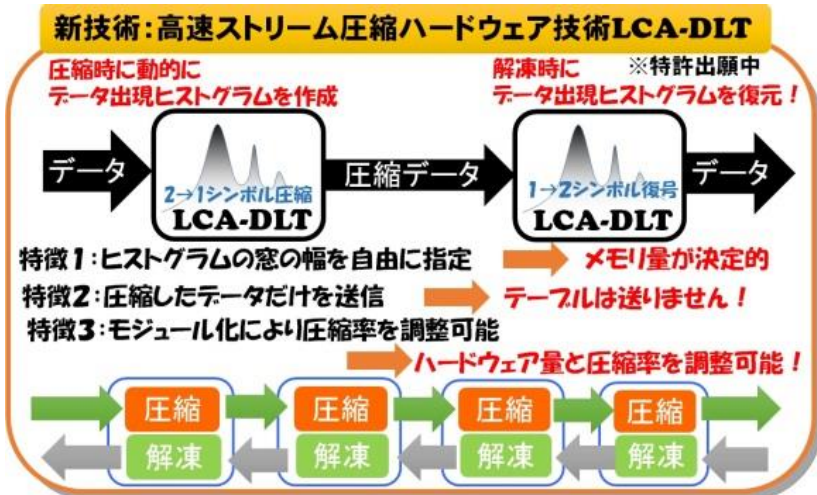 新技術:高速ストリーム圧縮ハードウェア技術LCA-DLT
圧縮時に動的に
データ出現ヒストグラムを作成
解凍時に ※特許出願中
データ出現ヒストグラムを復元!
データ
2→1シンボル圧縮
LCA-DLT
圧縮データ
1→2シンボル復号
LCA-DLT
データ
特徴1:ヒストグラムの窓の幅を自由に指定
メモリ量が決定的
特徴2:圧縮したデータだけを送信
テーブルは送りません!
特徴3:モジュール化により圧縮率を調整可能
ハードウェア量と圧縮率を調整可能!
圧縮 圧縮 圧縮 圧縮
解凍 解凍 解凍 解凍